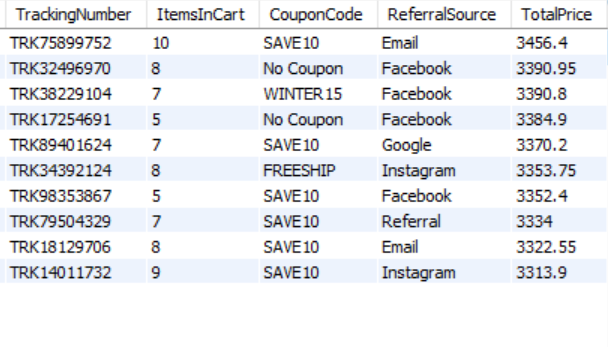 TrackingNumber ItemsInCart CouponCode ReferralSource TotalPrice
TRK75899752 10 SAVE10 Email 3456.4
TRK32496970 8 No Coupon Facebook 3390.95
TRK38229104 7 WINTER15 Facebook 3390.8
TRK17254691 5 No Coupon Facebook 3384.9
TRK89401624 7 SAVE10 Google 3370.2
TRK34392124 8 FREESHIP Instagram 3353.75
TRK98353867 5 SAVE10 Facebook 3352.4
TRK79504329 7 SAVE10 Referral 3334
TRK18129706 8 SAVE10 Email 3322.55
TRK14011732 9 SAVE10 Instagram 3313.9